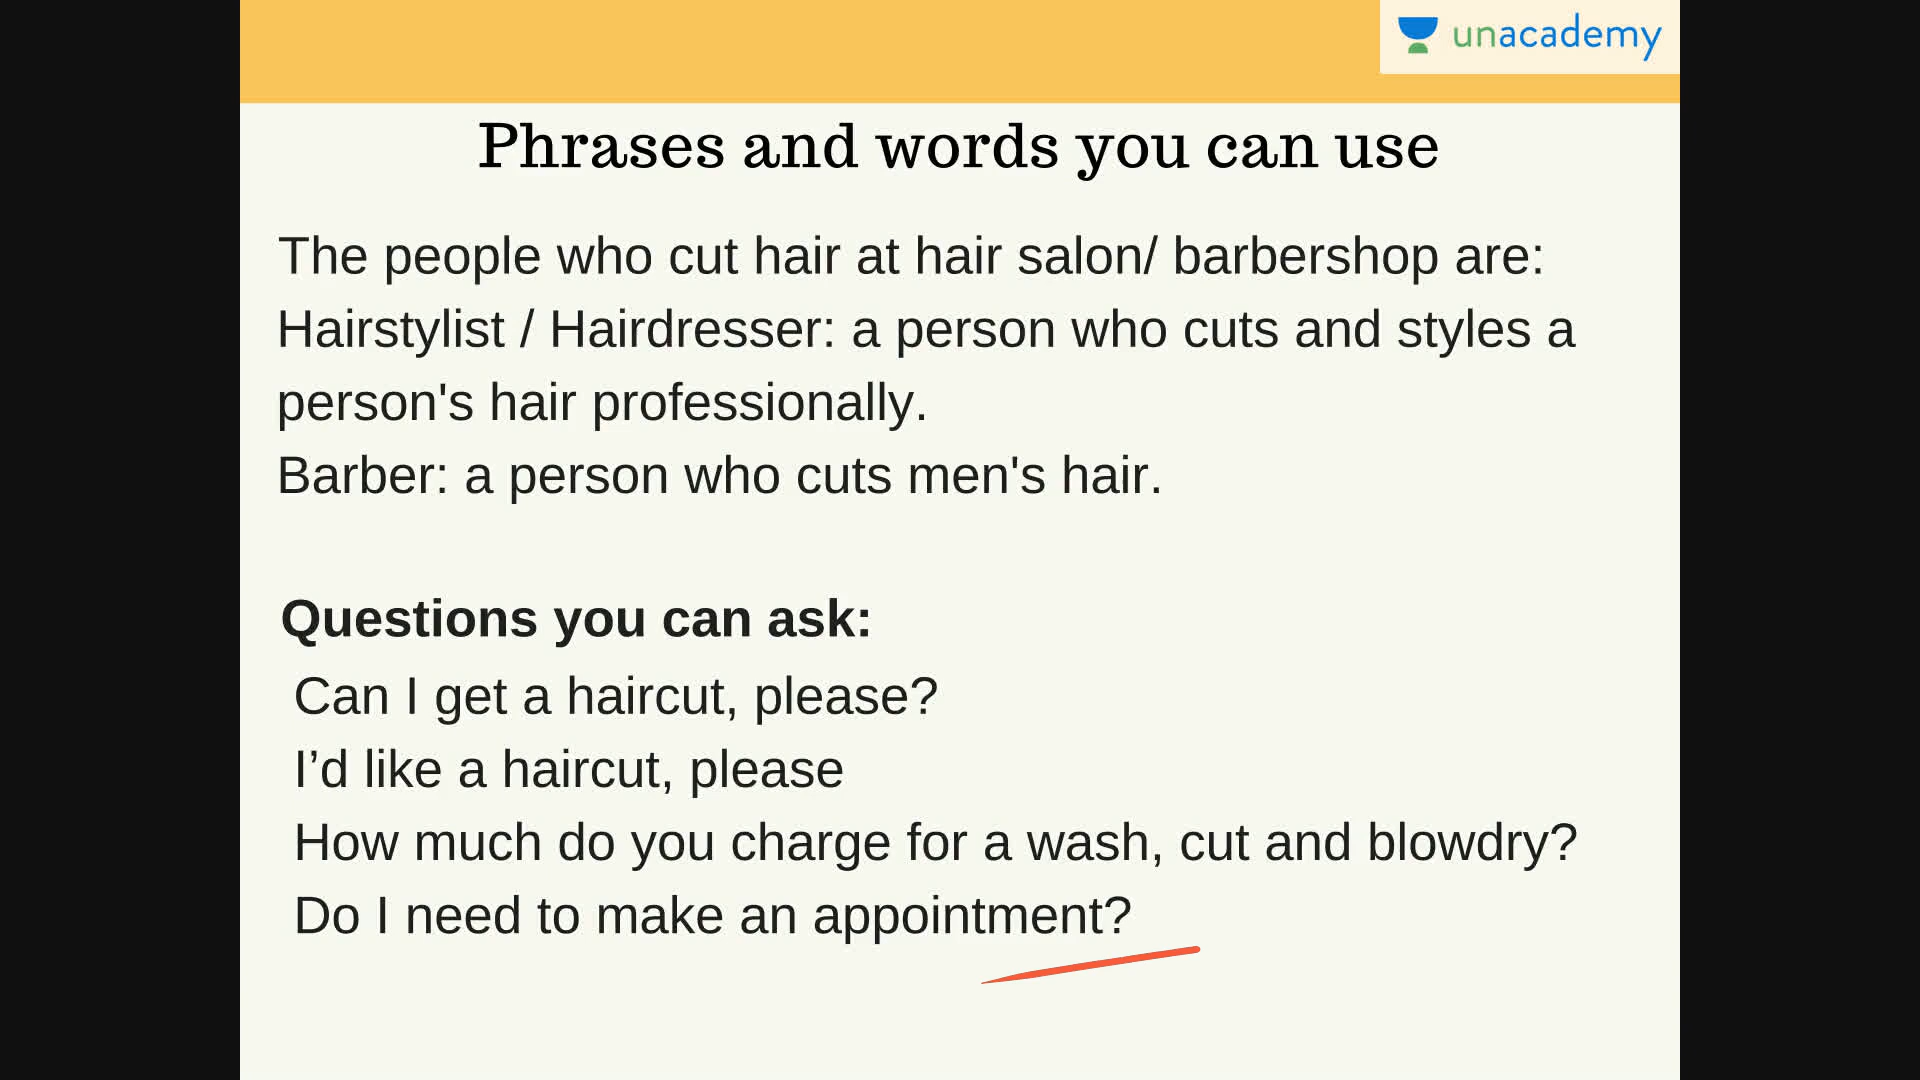 unacademy
Phrases and words you can use
The people who cut hair at hair salon/ barbershop are:
Hairstylist / Hairdresser: a person who cuts and styles a
person's hair professionally.
Barber: a person who cuts men's hair.
Questions you can ask:
Can I get a haircut, please?
I’d like a haircut, please
How much do you charge for a wash, cut and blowdry?
Do I need to make an appointment?